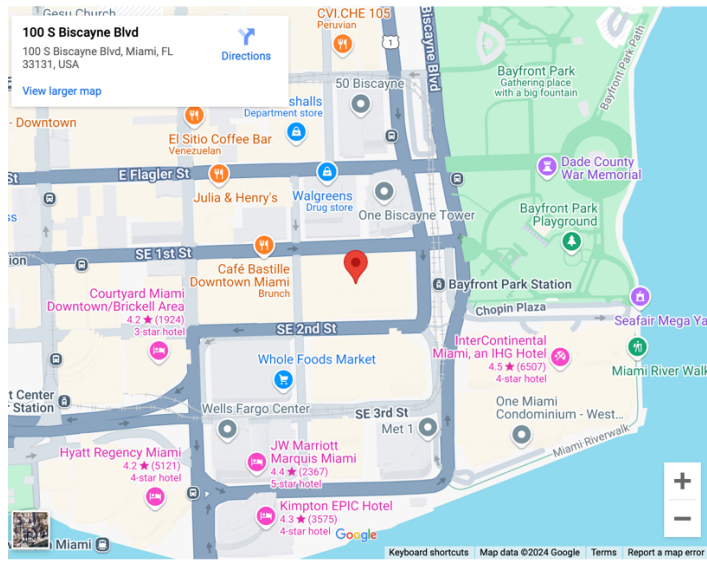 Gesu Church
CVI.CHE 105
Peruvian
Biscayne Blvd
100 S Biscayne Blvd
100 S Biscayne Blvd, Miami, FL
33131, USA
Directions
View larger map
1
50 Biscayne
Bayfront Park
Gathering place
with a big fountain
Bayfront Park Path
- Downtown
shalls
Department store
El Sitio Coffee Bar
Venezuelan
E Flagler St
St
Julia & Henry's
Walgreens
Drug store
One Biscayne Tower
Dade County
War Memorial
Bayfront Park
Playground
ss
SE 1st St
ion
Café Bastille
Downtown Miami
Brunch
Bayfront Park Station
Chopin Plaza
Seafair Mega Ya
Courtyard Miami
Downtown/Brickell Area
4.2 ★ (1924)
3-star hotel
SE 2nd St
Whole Foods Market
InterContinental
Miami, an IHG Hotel
4.5 ★ (6507)
4-star hotel
Miami River Walk
t Center
r Station
Wells Fargo Center
SE 3rd St
Met 1
One Miami
Condominium - West...
Miami Riverwalk
Hyatt Regency Miami
4.2 ★ (5121)
4-star hotel
JW Marriott
Marquis Miami
4.4 ★ (2367)
5-star hotel
Kimpton EPIC Hotel
4.3 ★ (3575)
4-star hotel
n Miami
Google
+
−
Keyboard shortcuts
Map data ©2024 Google
Terms
Report a map error